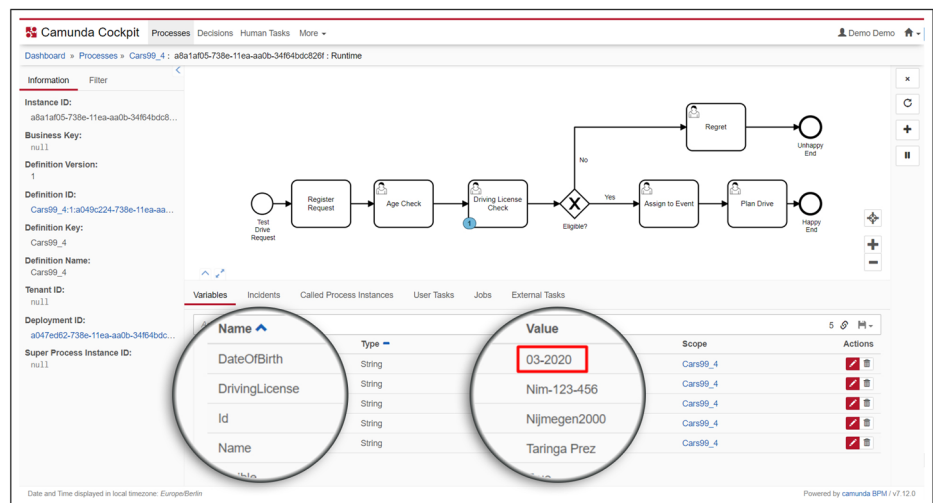 Camunda Cockpit Processes Decisions Human Tasks More Demo Demo
Dashboard » Processes » Cars99_4 : a8a1af05-738e-11ea-aa0b-34f64bdc826f : Runtime
Information Filter
Instance ID:
a8a1af05-738e-11ea-aa0b-34f64bdc8...
Business Key:
null
Definition Version:
1
Definition ID:
Cars99_4:1:a049c224-738e-11ea-aa...
Definition Key:
Cars99_4
Definition Name:
Cars99_4
Tenant ID:
null
Deployment ID:
a047ed62-738e-11ea-aa0b-34f64bdc...
Super Process Instance ID:
null
Test
Drive
Request
Register
Request
Age Check
Driving License
Check
1
X
Eligible?
No
Yes
Regret
Unhappy
End
Assign to Event
Plan Drive
Happy
End
Variables Incidents Called Process Instances User Tasks Jobs External Tasks
5
Name Type Value Scope Actions
DateOfBirth String 03-2020 Cars99_4
DrivingLicense String Nim-123-456 Cars99_4
Id String Nijmegen2000 Cars99_4
Name String Taringa Prez Cars99_4
String Cars99_4
Date and Time displayed in local timezone: Europe/Berlin
Powered by camunda BPM / v7.12.0